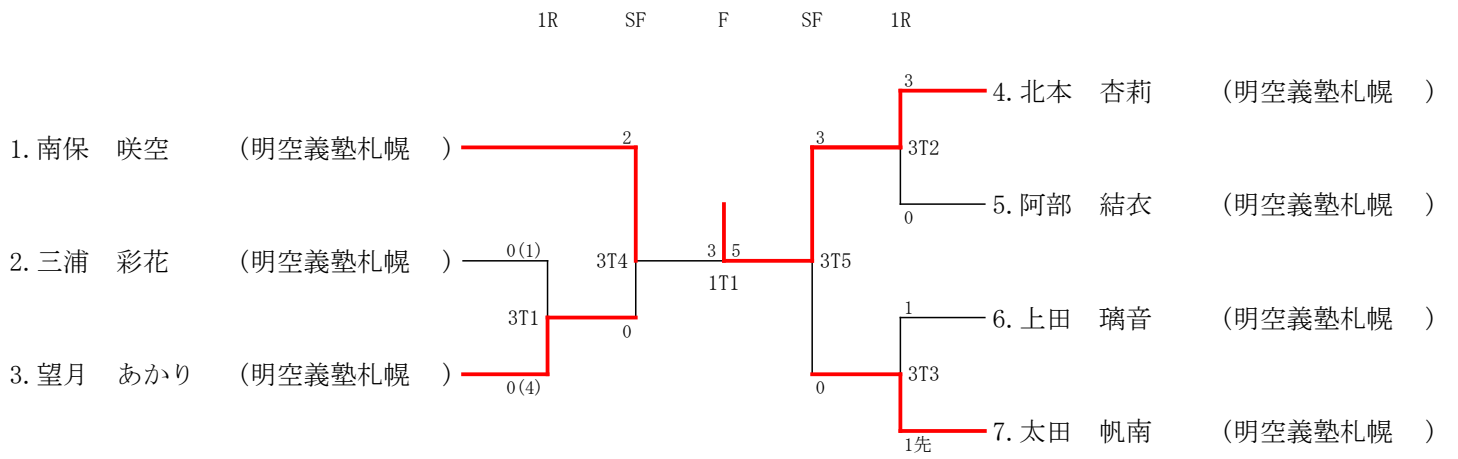 1R SF F SF 1R
3
4. 北本　杏莉　（明空義塾札幌　）
1. 南保　咲空　（明空義塾札幌　）
2
3
3T2
5. 阿部　結衣　（明空義塾札幌　）
0
2. 三浦　彩花　（明空義塾札幌　）
0(1)
3T4
3 5
1T1
3T5
3T1
0
1
6. 上田　璃音　（明空義塾札幌　）
3. 望月　あかり　（明空義塾札幌　）
0(4)
0
3T3
7. 太田　帆南　（明空義塾札幌　）
1先